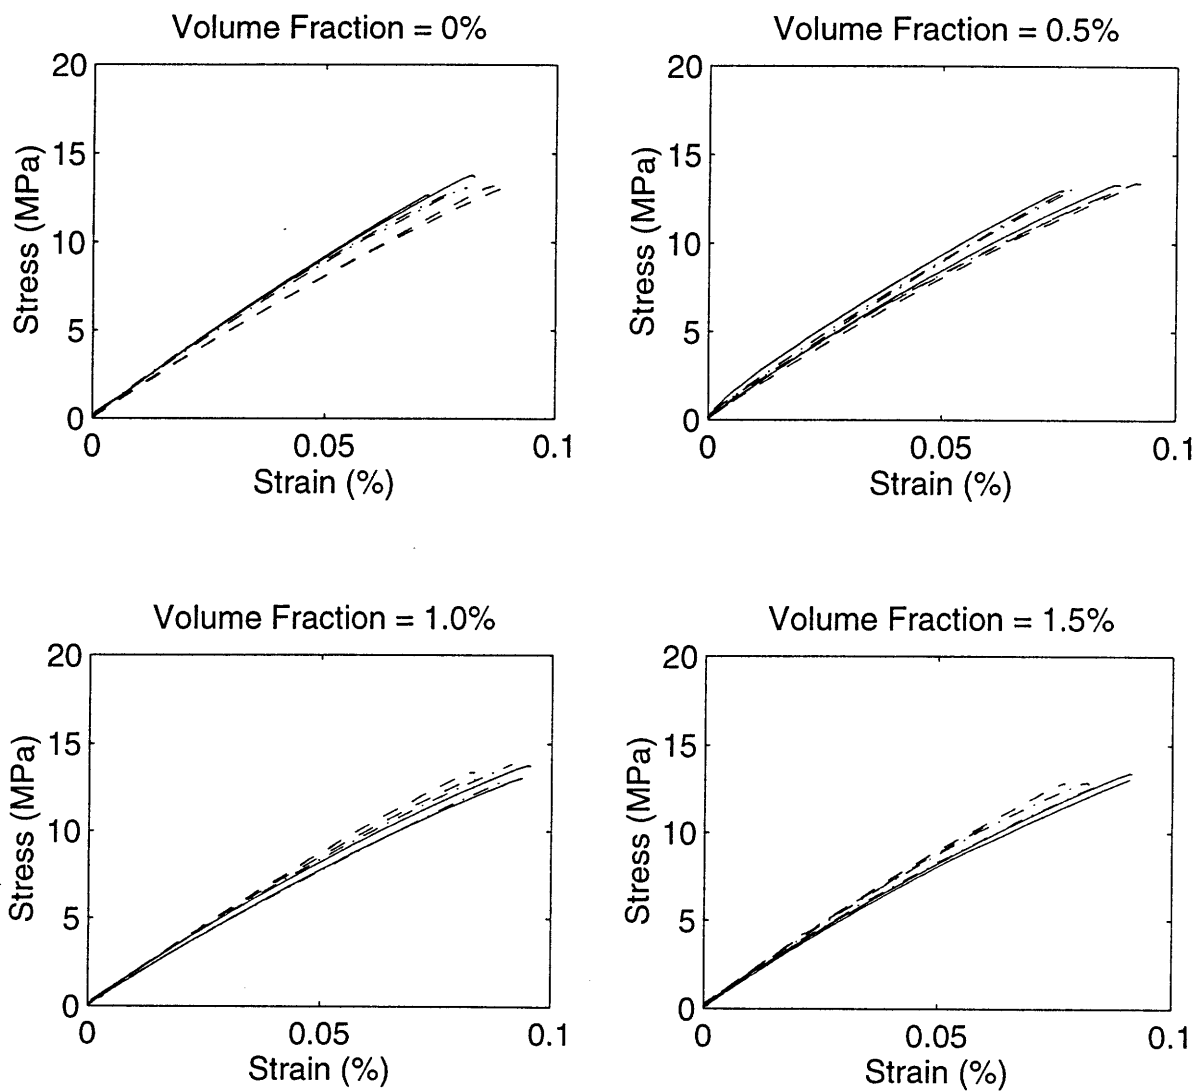 Volume Fraction = 0%
20
15
10
5
0
Stress (MPa)
0 0.05 0.1
Strain (%)
Volume Fraction = 0.5%
20
15
10
5
0
Stress (MPa)
0 0.05 0.1
Strain (%)
Volume Fraction = 1.0%
20
15
10
5
0
Stress (MPa)
0 0.05 0.1
Strain (%)
Volume Fraction = 1.5%
20
15
10
5
0
Stress (MPa)
0 0.05 0.1
Strain (%)